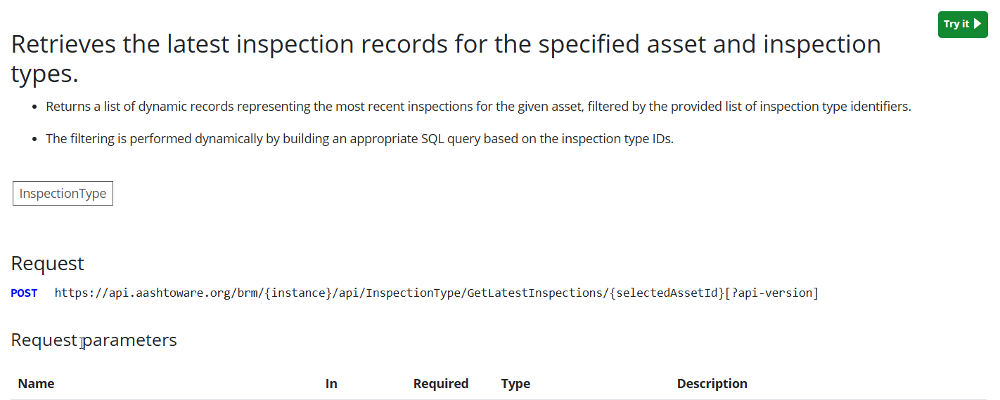 Try it
Retrieves the latest inspection records for the specified asset and inspection
types.
Returns a list of dynamic records representing the most recent inspections for the given asset, filtered by the provided list of inspection type identifiers.
The filtering is performed dynamically by building an appropriate SQL query based on the inspection type IDs.
InspectionType
Request
POST https://api.aashtoware.org/brm/{instance}/api/InspectionType/GetLatestInspections/{selectedAssetId}[?api-version]
Request parameters
Name In Required Type Description